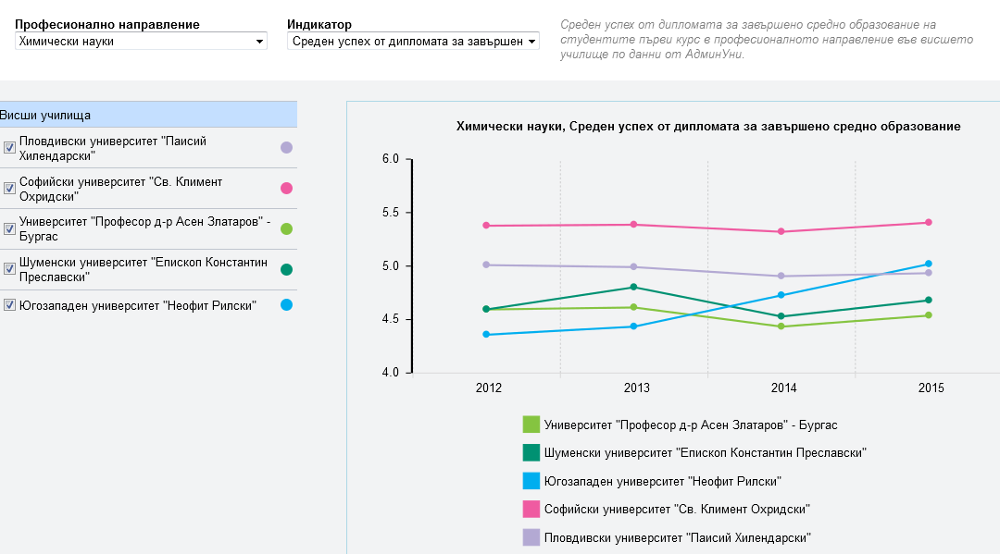 Професионално направление
Химически науки
Индикатор
Среден успех от дипломата за завършен
Среден успех от дипломата за завършено средно образование на
студентите първи курс в професионалното направление във висшето
училище по данни от АдминУни.
Висши училища
Пловдивски университет "Паисий
Хилендарски"
Софийски университет "Св. Климент
Охридски"
Университет "Професор д-р Асен Златаров" -
Бургас
Шуменски университет "Епископ Константин
Преславски"
Югозападен университет "Неофит Рилски"
Химически науки, Среден успех от дипломата за завършено средно образование
6.0
5.5
5.0
4.5
4.0
2012
2013
2014
2015
Университет "Професор д-р Асен Златаров" - Бургас
Шуменски университет "Епископ Константин Преславски"
Югозападен университет "Неофит Рилски"
Софийски университет "Св. Климент Охридски"
Пловдивски университет "Паисий Хилендарски"